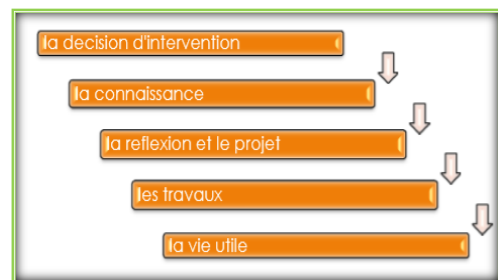 la decision d'intervention
la connaissance
la reflexion et le projet
les travaux
la vie utile